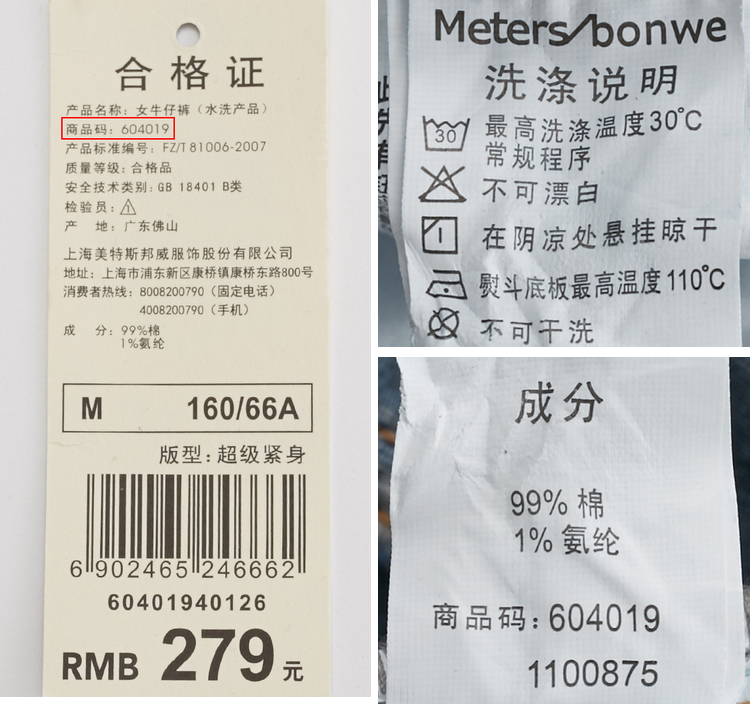 合格证
产品名称: 女牛仔裤（水洗产品）
商品码: 604019
产品标准编号: FZ/T 81006-2007
质量等级: 合格品
安全技术类别: GB 18401 B类
检验员: 1
产 地: 广东佛山
上海美特斯邦威服饰股份有限公司
地址: 上海市浦东新区康桥镇康桥东路800号
消费者热线: 8008200790（固定电话）
4008200790（手机）
成 分: 99%棉
1%氨纶
M 160/66A
版型: 超级紧身
6 902465 246662
60401940126
RMB 279元
Meters/bonwe
洗涤说明
30 最高洗涤温度30℃
常规程序
不可漂白
在阴凉处悬挂晾干
熨斗底板最高温度110℃
不可干洗
成分
99% 棉
1% 氨纶
商品码: 604019
1100875